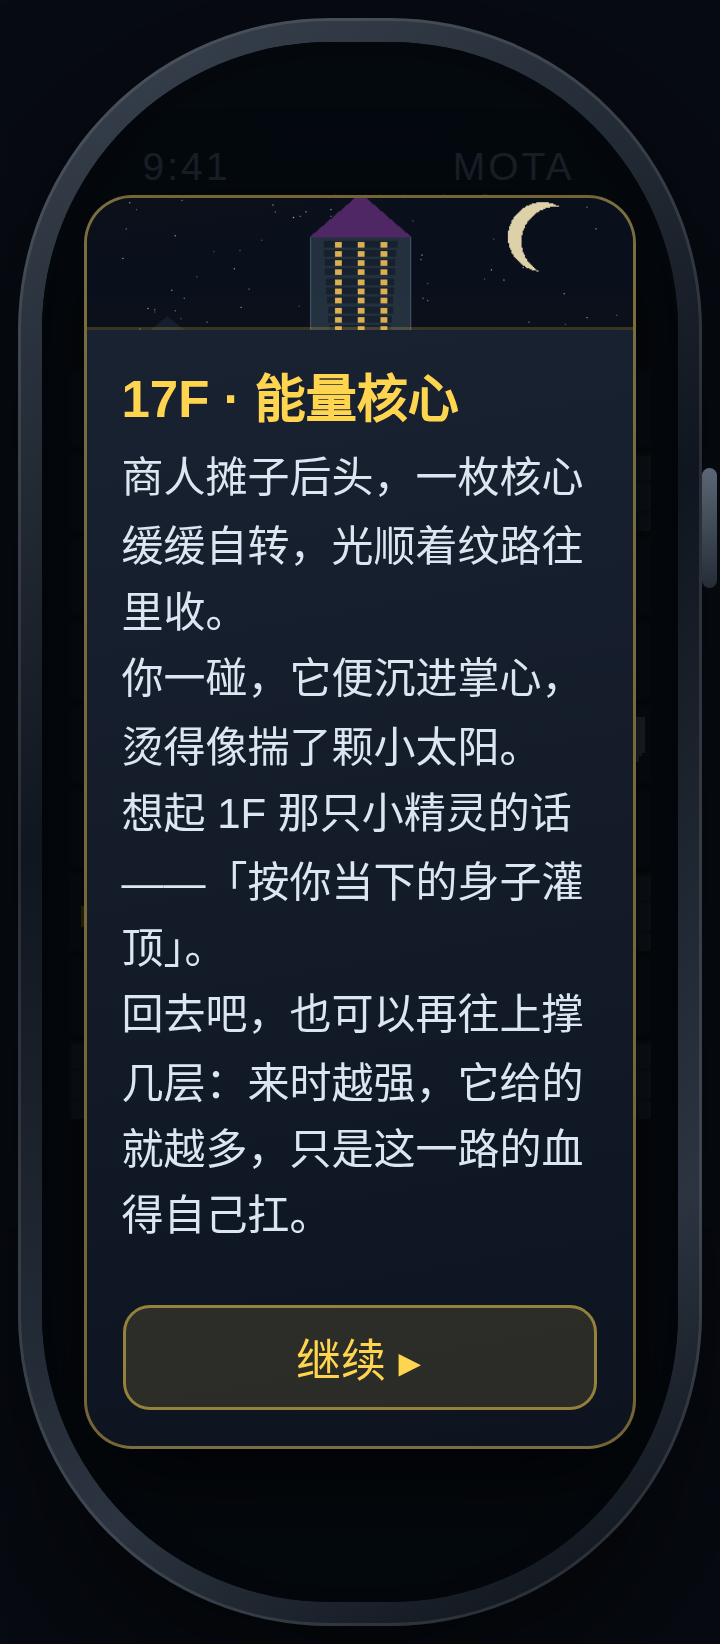 9:41 MOTA
17F · 能量核心
商人摊子后头，一枚核心
缓缓自转，光顺着纹路往
里收。
你一碰，它便沉进掌心，
烫得像揣了颗小太阳。
想起 1F 那只小精灵的话
——「按你当下的身子灌
顶」。
回去吧，也可以再往上撑
几层：来时越强，它给的
就越多，只是这一路的血
得自己扛。
继续 ▸